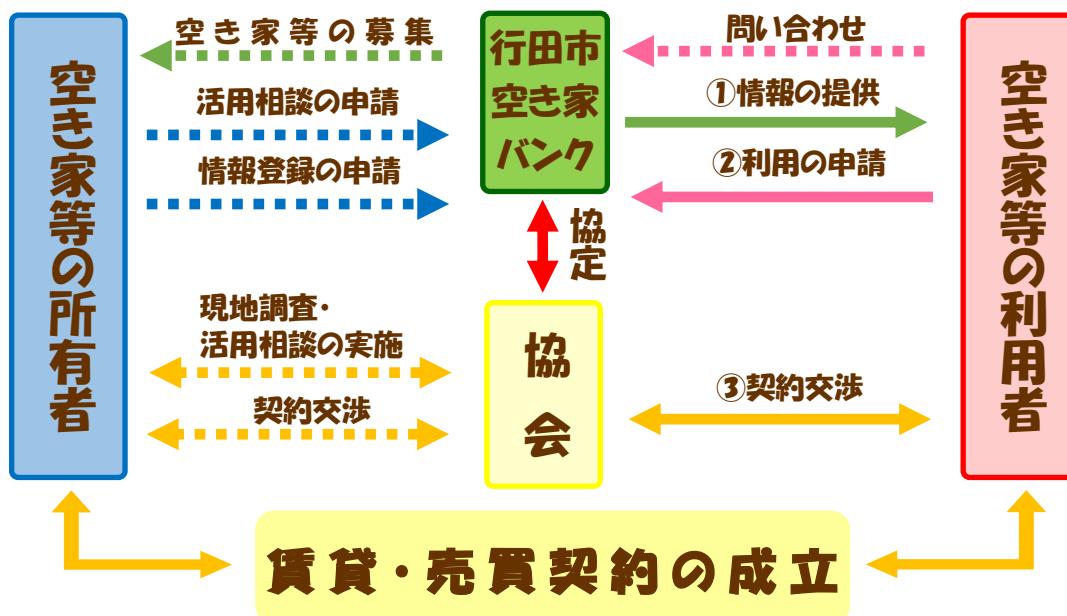 空き家等の所有者
空き家等の募集
活用相談の申請
情報登録の申請
行田市
空き家
バンク
問い合わせ
①情報の提供
②利用の申請
空き家等の利用者
協定
現地調査・
活用相談の実施
契約交渉
協会
③契約交渉
賃貸・売買契約の成立